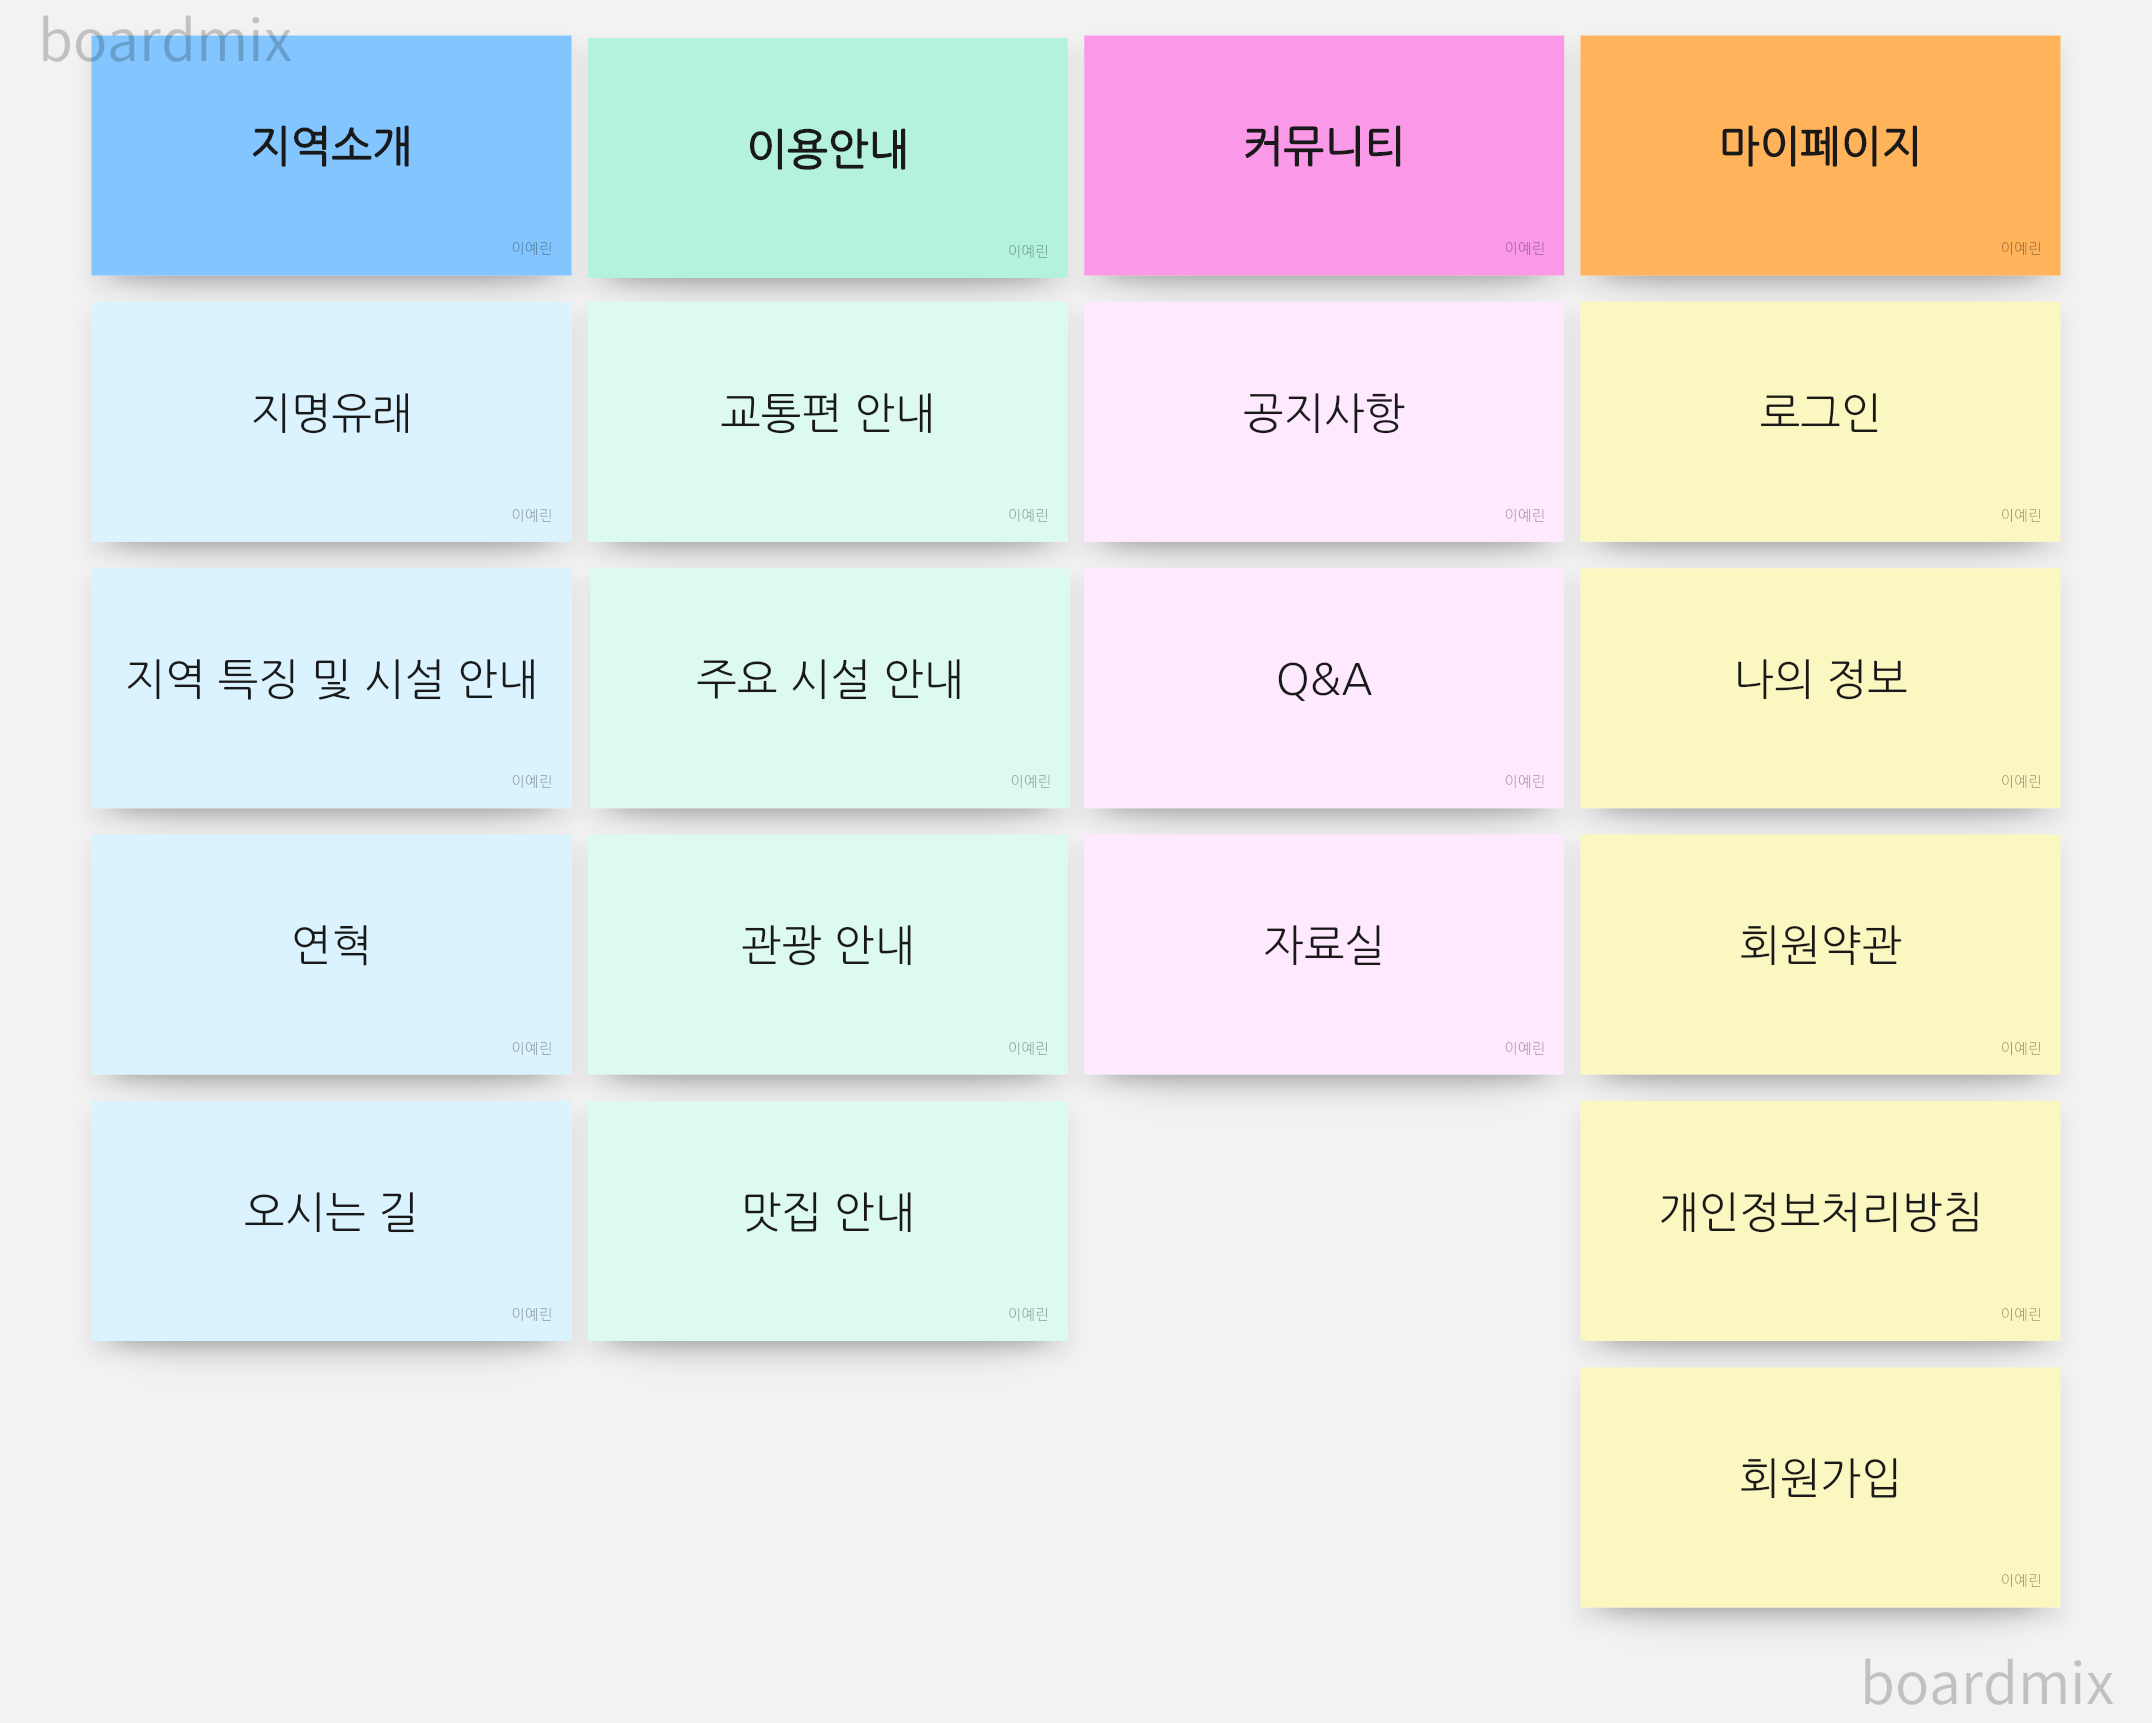 boardmix
지역소개
이예린
이용안내
이예린
커뮤니티
이예린
마이페이지
이예린
지명유래
이예린
교통편 안내
이예린
공지사항
이예린
로그인
이예린
지역 특징 및 시설 안내
이예린
주요 시설 안내
이예린
Q&A
이예린
나의 정보
이예린
연혁
이예린
관광 안내
이예린
자료실
이예린
회원약관
이예린
오시는 길
이예린
맛집 안내
이예린
개인정보처리방침
이예린
회원가입
이예린
boardmix